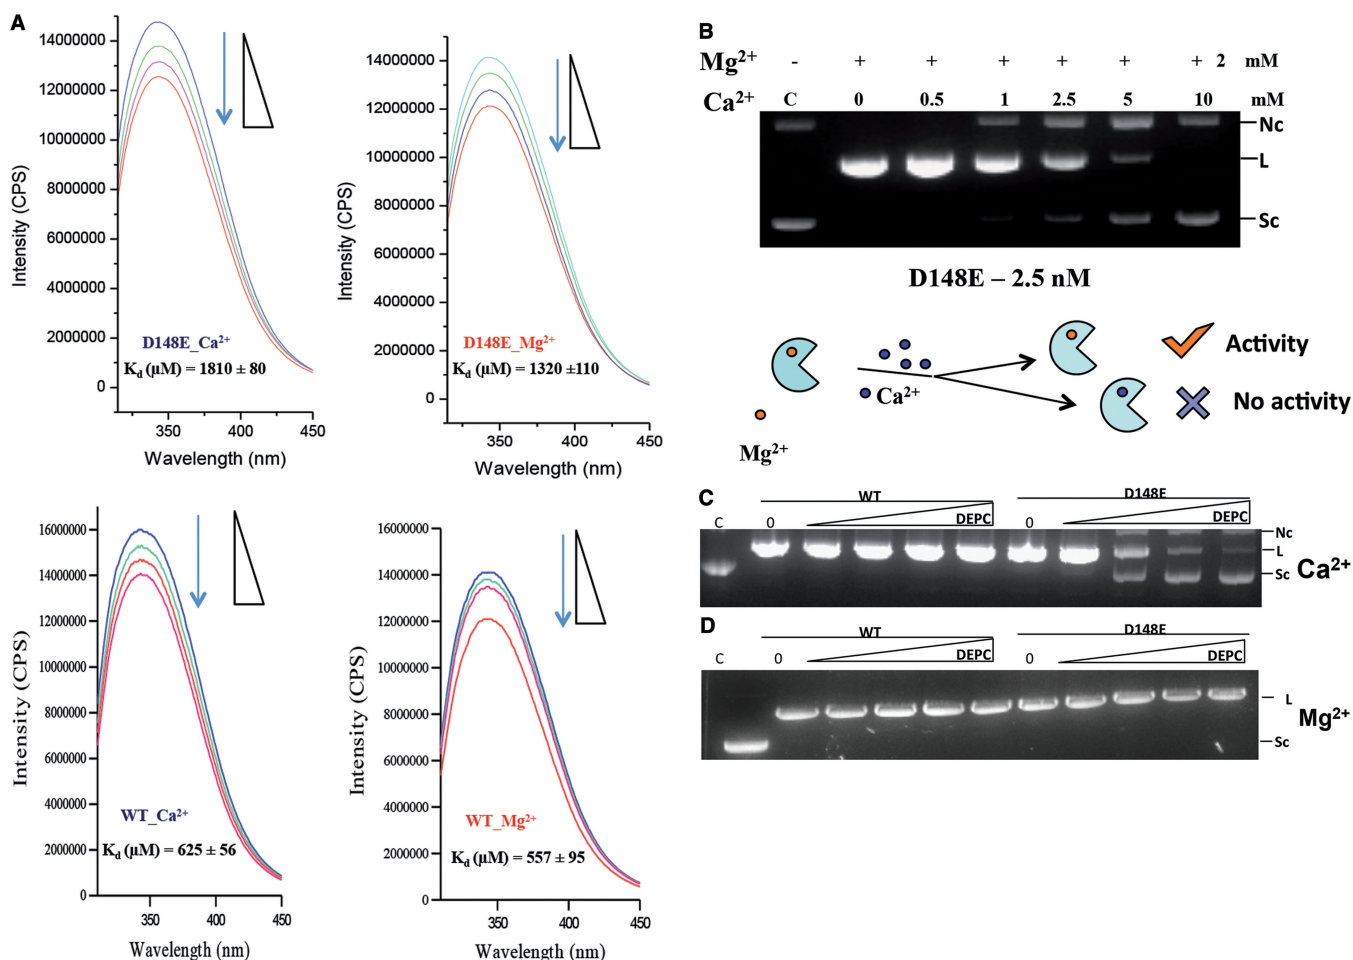 A
14000000
12000000
10000000
8000000
6000000
4000000
2000000
0
Intensity (CPS)
D148E_Ca²⁺
K_d (µM) = 1810 ± 80
350 400 450
Wavelength (nm)
14000000
12000000
10000000
8000000
6000000
4000000
2000000
0
Intensity (CPS)
D148E_Mg²⁺
K_d (µM) = 1320 ±110
350 400 450
Wavelength (nm)
16000000
14000000
12000000
10000000
8000000
6000000
4000000
2000000
0
Intensity (CPS)
WT_Ca²⁺
K_d (µM) = 625 ± 56
350 400 450
Wavelength (nm)
16000000
14000000
12000000
10000000
8000000
6000000
4000000
2000000
0
Intensity (CPS)
WT_Mg²⁺
K_d (µM) = 557 ± 95
350 400 450
Wavelength (nm)
B
Mg²⁺ - + + + + + + 2 mM
Ca²⁺ C 0 0.5 1 2.5 5 10 mM
Nc
L
Sc
D148E – 2.5 nM
Mg²⁺
Ca²⁺
Activity
No activity
C
WT D148E
C 0 DEPC 0 DEPC
Nc
L
Sc
Ca²⁺
D
WT D148E
C 0 DEPC 0 DEPC
L
Sc
Mg²⁺